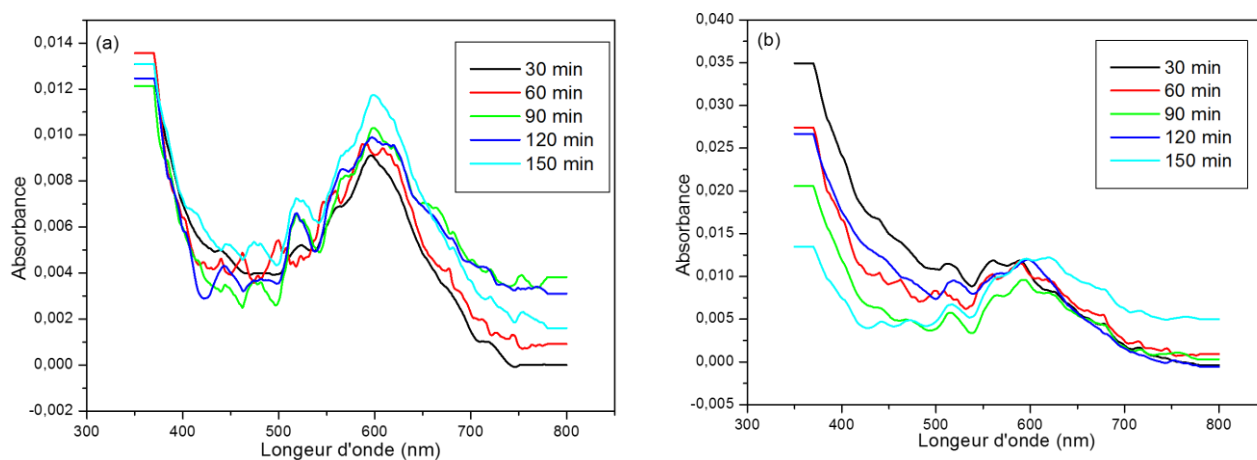 (a)
Absorbance
0,014
0,012
0,010
0,008
0,006
0,004
0,002
0,000
-0,002
300 400 500 600 700 800
Longeur d'onde (nm)
30 min
60 min
90 min
120 min
150 min
(b)
Absorbance
0,040
0,035
0,030
0,025
0,020
0,015
0,010
0,005
0,000
-0,005
300 400 500 600 700 800
Longeur d'onde (nm)
30 min
60 min
90 min
120 min
150 min